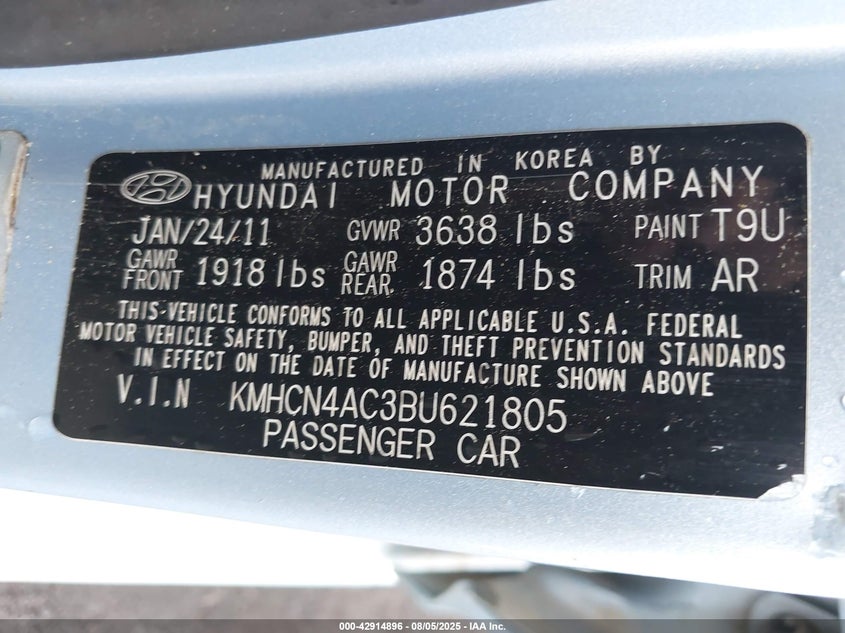 MANUFACTURED IN KOREA BY
HYUNDAI MOTOR COMPANY
JAN/24/11 GVWR 3638 lbs PAINT T9U
GAWR FRONT 1918 lbs GAWR REAR. 1874 lbs TRIM AR
THIS-VEHICLE CONFORMS TO ALL APPLICABLE U.S.A. FEDERAL
MOTOR VEHICLE SAFETY, BUMPER, AND THEFT PREVENTION STANDARDS
IN EFFECT ON THE DATE OF MANUFACTURE SHOWN ABOVE
V.I.N KMHCN4AC3BU621805
PASSENGER CAR
000-42914896 - 08/05/2025 - IAA Inc.